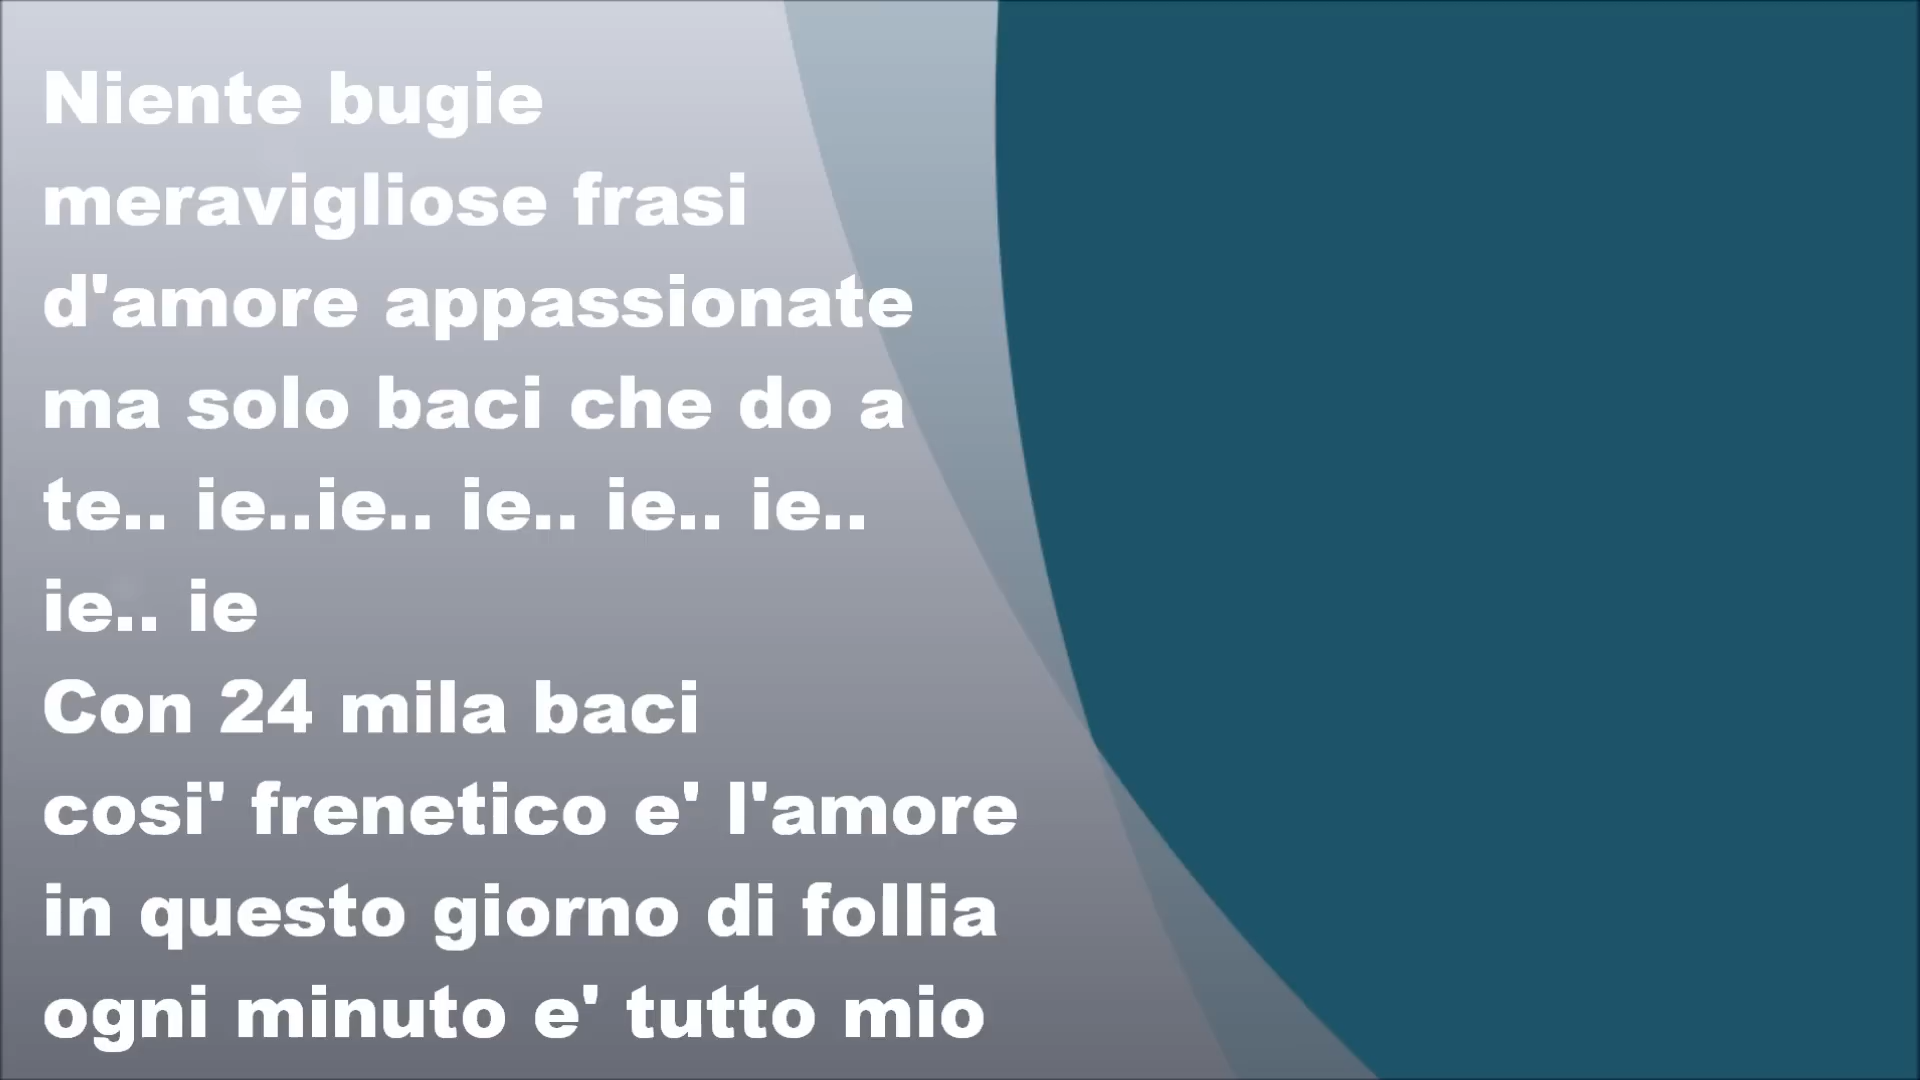 Niente bugie
meravigliose frasi
d'amore appassionate
ma solo baci che do a
te.. ie..ie.. ie.. ie.. ie..
ie.. ie
Con 24 mila baci
cosi' frenetico e' l'amore
in questo giorno di follia
ogni minuto e' tutto mio